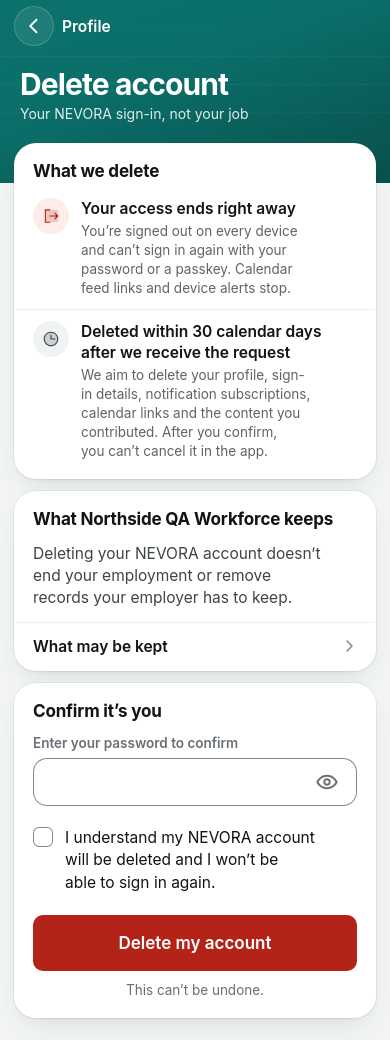 Profile
Delete account
Your NEVORA sign-in, not your job
What we delete
Your access ends right away
You’re signed out on every device
and can’t sign in again with your
password or a passkey. Calendar
feed links and device alerts stop.
Deleted within 30 calendar days
after we receive the request
We aim to delete your profile, sign-
in details, notification subscriptions,
calendar links and the content you
contributed. After you confirm,
you can’t cancel it in the app.
What Northside QA Workforce keeps
Deleting your NEVORA account doesn’t
end your employment or remove
records your employer has to keep.
What may be kept
Confirm it’s you
Enter your password to confirm
I understand my NEVORA account
will be deleted and I won’t be
able to sign in again.
Delete my account
This can’t be undone.